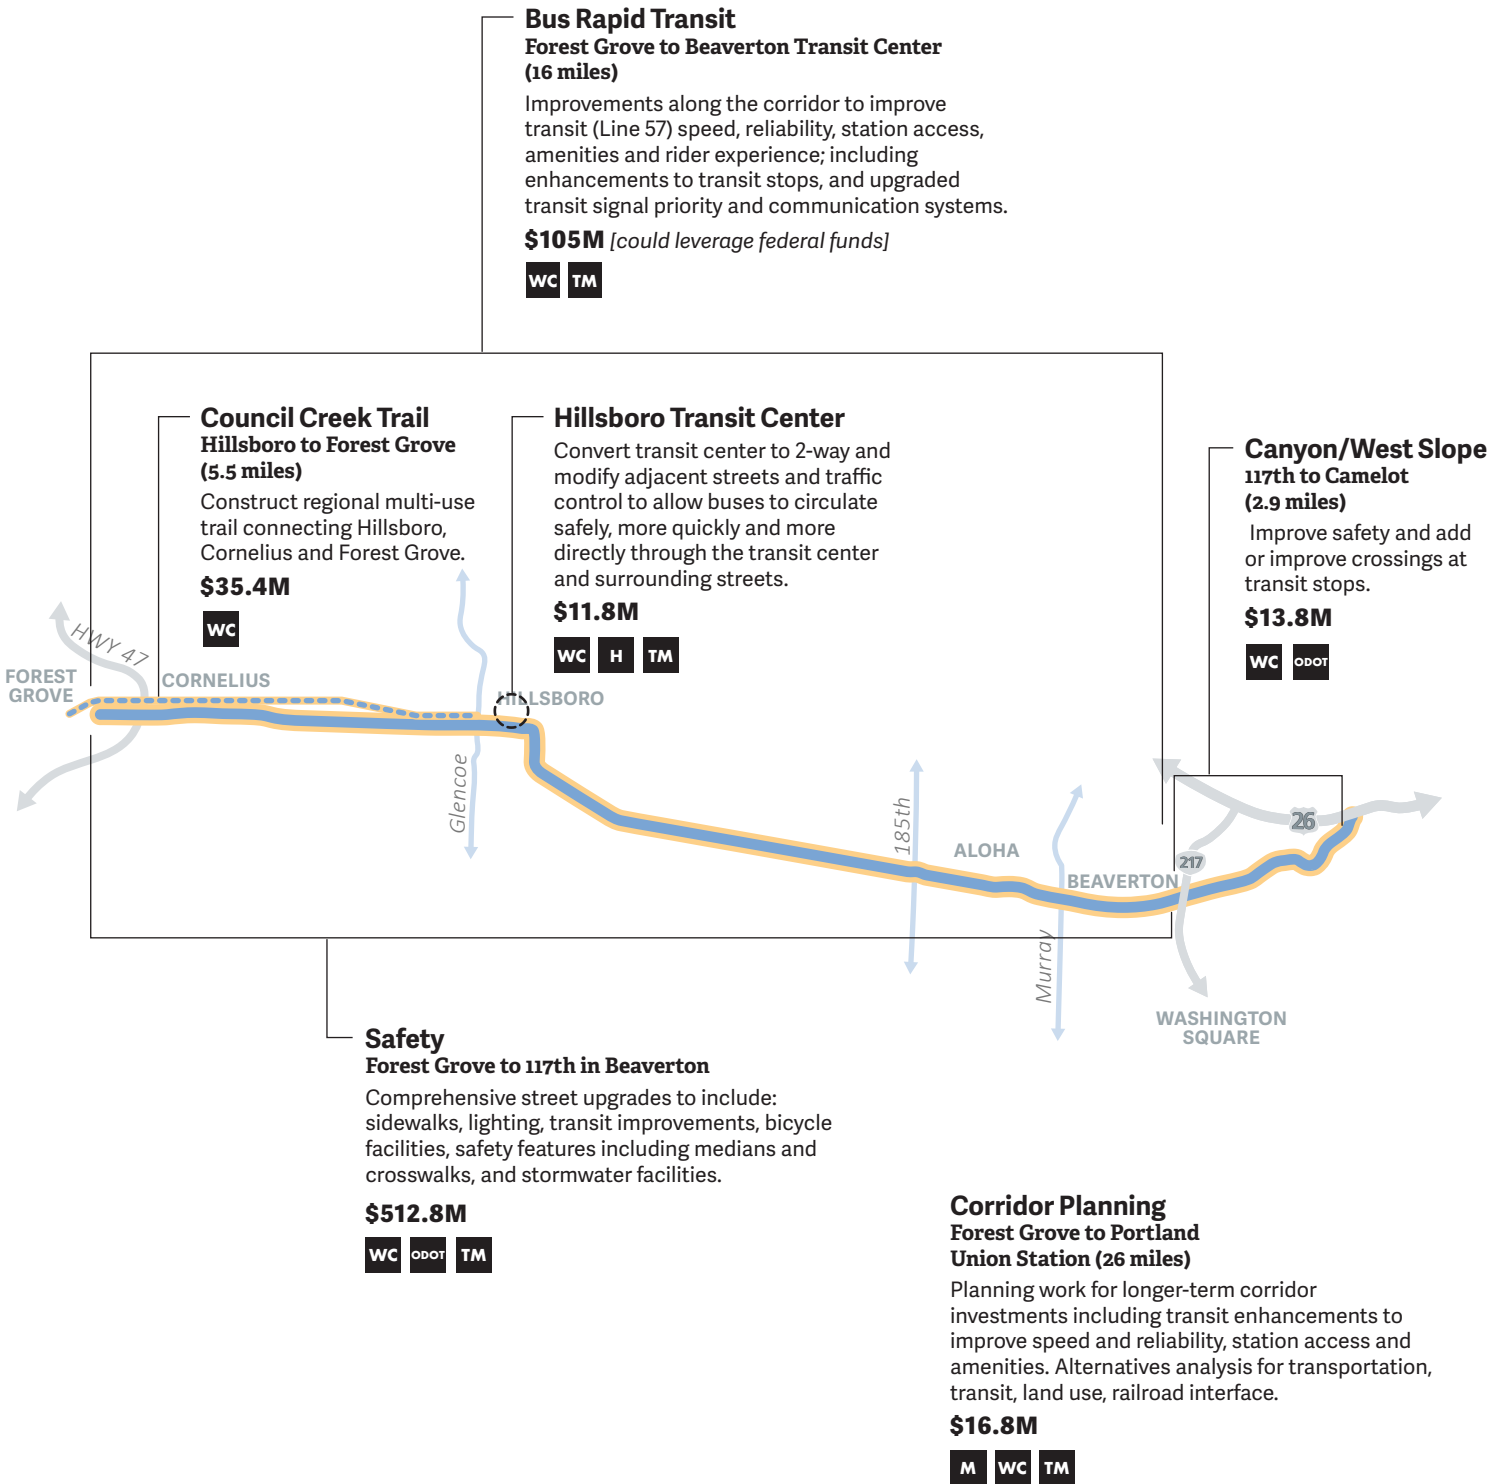 Bus Rapid Transit
Forest Grove to Beaverton Transit Center
(16 miles)
Improvements along the corridor to improve
transit (Line 57) speed, reliability, station access,
amenities and rider experience; including
enhancements to transit stops, and upgraded
transit signal priority and communication systems.
$105M [could leverage federal funds]
WC TM
Council Creek Trail
Hillsboro to Forest Grove
(5.5 miles)
Construct regional multi-use
trail connecting Hillsboro,
Cornelius and Forest Grove.
$35.4M
WC
Hillsboro Transit Center
Convert transit center to 2-way and
modify adjacent streets and traffic
control to allow buses to circulate
safely, more quickly and more
directly through the transit center
and surrounding streets.
$11.8M
WC H TM
Canyon/West Slope
117th to Camelot
(2.9 miles)
Improve safety and add
or improve crossings at
transit stops.
$13.8M
WC ODOT
HWY 47
FOREST
GROVE
CORNELIUS
HILLSBORO
Glencoe
185th
ALOHA
Murray
BEAVERTON
217
26
WASHINGTON
SQUARE
Safety
Forest Grove to 117th in Beaverton
Comprehensive street upgrades to include:
sidewalks, lighting, transit improvements, bicycle
facilities, safety features including medians and
crosswalks, and stormwater facilities.
$512.8M
WC ODOT TM
Corridor Planning
Forest Grove to Portland
Union Station (26 miles)
Planning work for longer-term corridor
investments including transit enhancements to
improve speed and reliability, station access and
amenities. Alternatives analysis for transportation,
transit, land use, railroad interface.
$16.8M
M WC TM